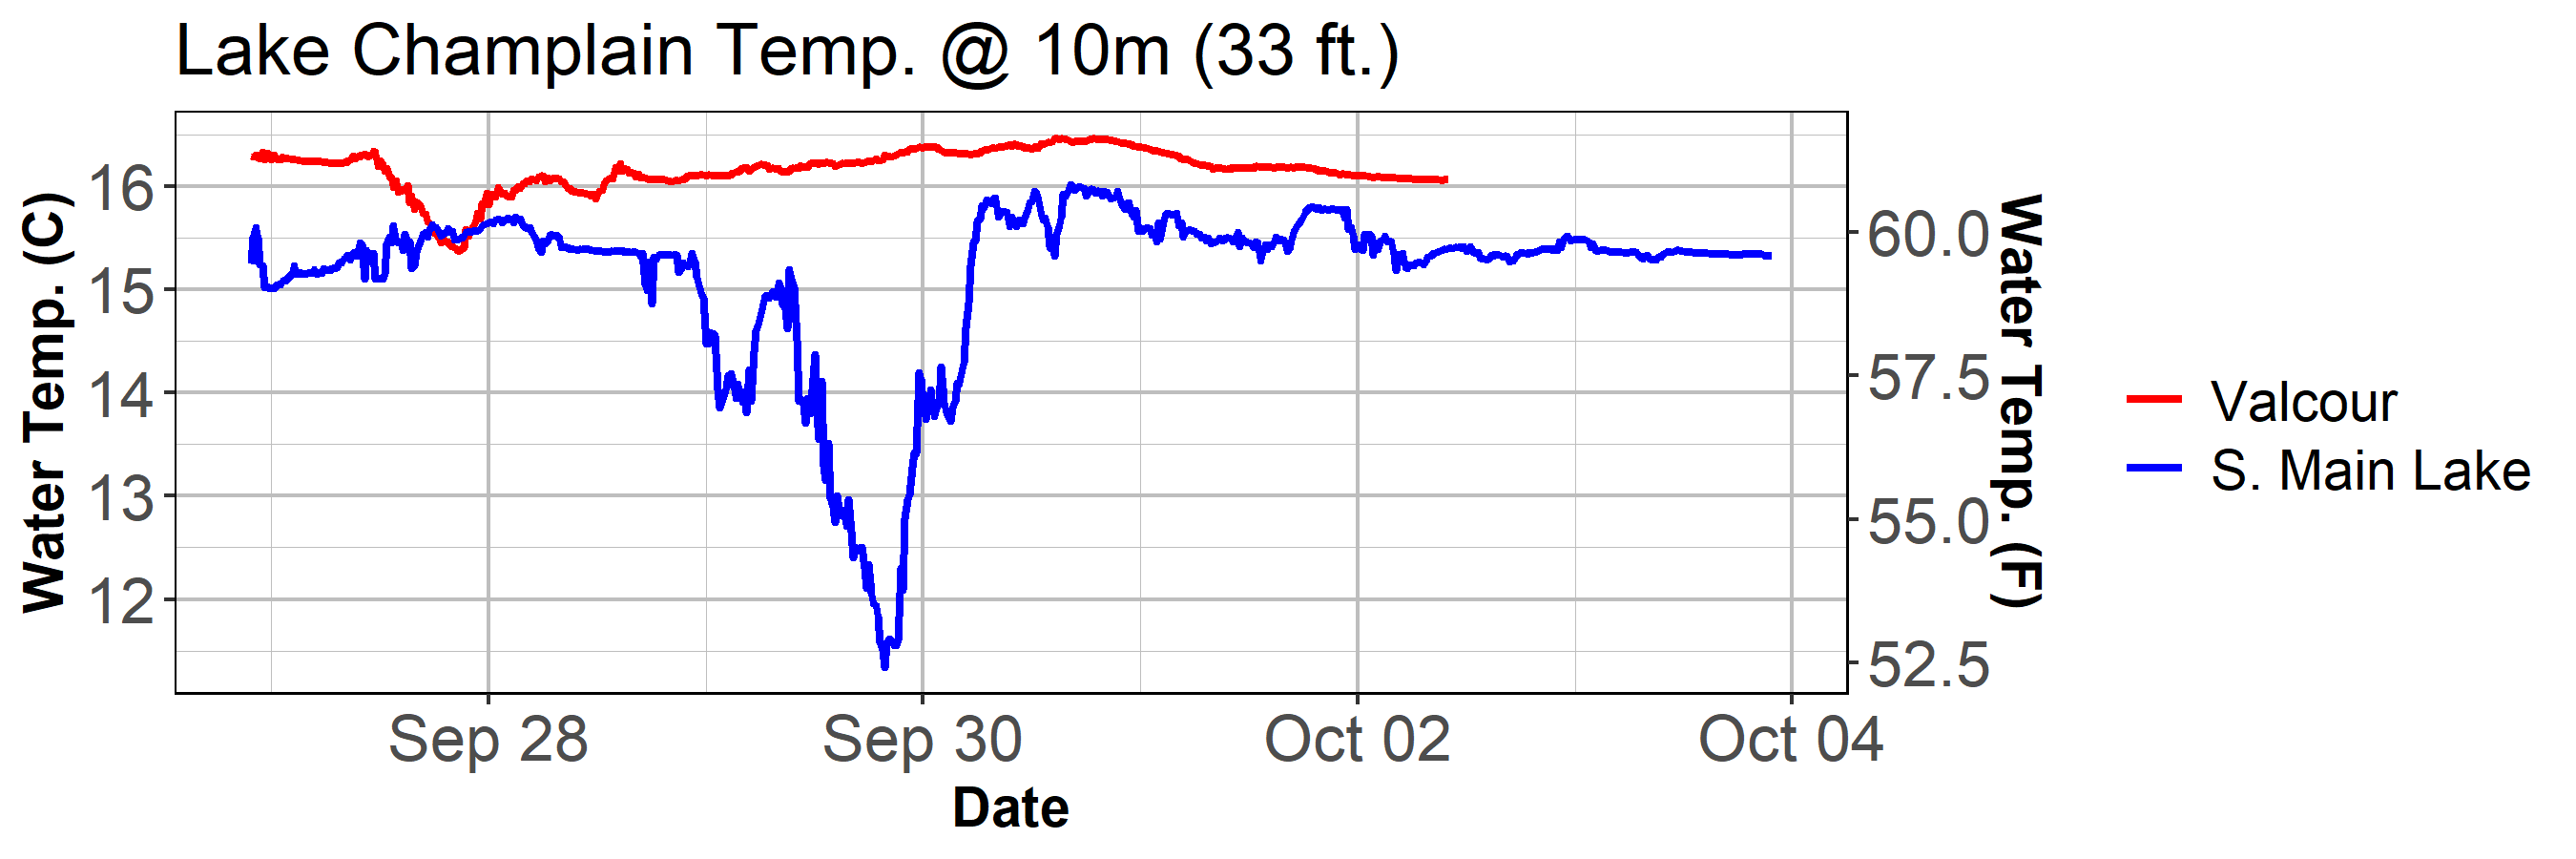 Lake Champlain Temp. @ 10m (33 ft.)
Water Temp. (C)
16
15
14
13
12
60.0
57.5
55.0
52.5
Water Temp. (F)
Sep 28
Sep 30
Oct 02
Oct 04
Date
Valcour
S. Main Lake